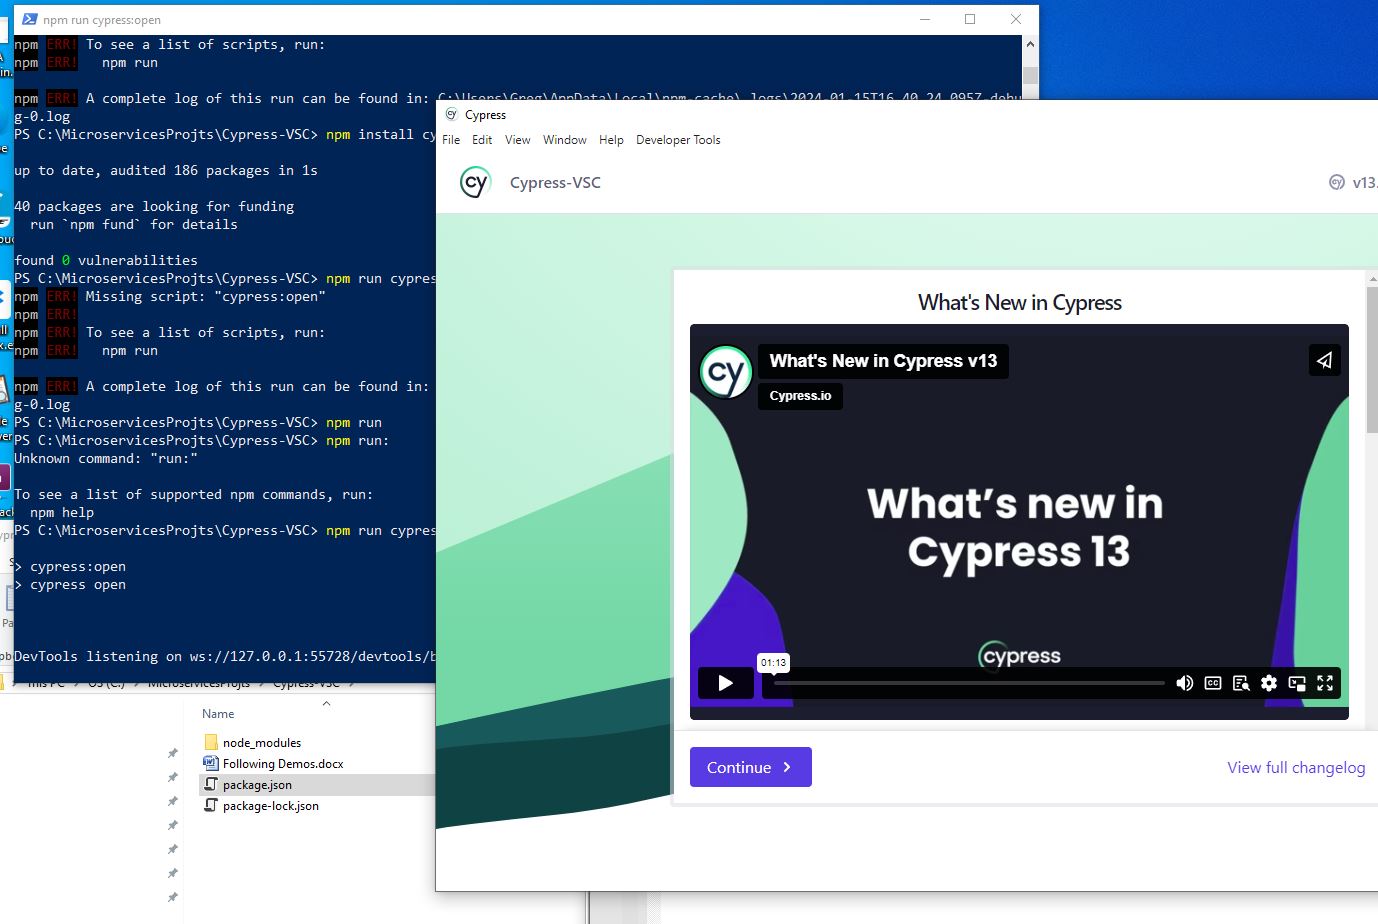 npm run cypress:open
npm ERR! To see a list of scripts, run:
npm ERR!   npm run
npm ERR! A complete log of this run can be found in: C:\Users\Greg\AppData\Local\npm-cache\_logs\2024-01-15T16_40_24_095Z-debu
g-0.log
PS C:\MicroservicesProjts\Cypress-VSC> npm install cy
up to date, audited 186 packages in 1s
40 packages are looking for funding
  run `npm fund` for details
found 0 vulnerabilities
PS C:\MicroservicesProjts\Cypress-VSC> npm run cypres
npm ERR! Missing script: "cypress:open"
npm ERR!
npm ERR! To see a list of scripts, run:
npm ERR!   npm run
npm ERR! A complete log of this run can be found in:
g-0.log
PS C:\MicroservicesProjts\Cypress-VSC> npm run
PS C:\MicroservicesProjts\Cypress-VSC> npm run:
Unknown command: "run:"
To see a list of supported npm commands, run:
  npm help
PS C:\MicroservicesProjts\Cypress-VSC> npm run cypres
> cypress:open
> cypress open
DevTools listening on ws://127.0.0.1:55728/devtools/b
This PC > OS (C:) > MicroservicesProjts > Cypress-VSC >
Name
node_modules
Following Demos.docx
package.json
package-lock.json
cy Cypress
File Edit View Window Help Developer Tools
cy Cypress-VSC
cy v13.
What's New in Cypress
cy What's New in Cypress v13
Cypress.io
What's new in
Cypress 13
cypress
01:13
CC
Continue >
View full changelog